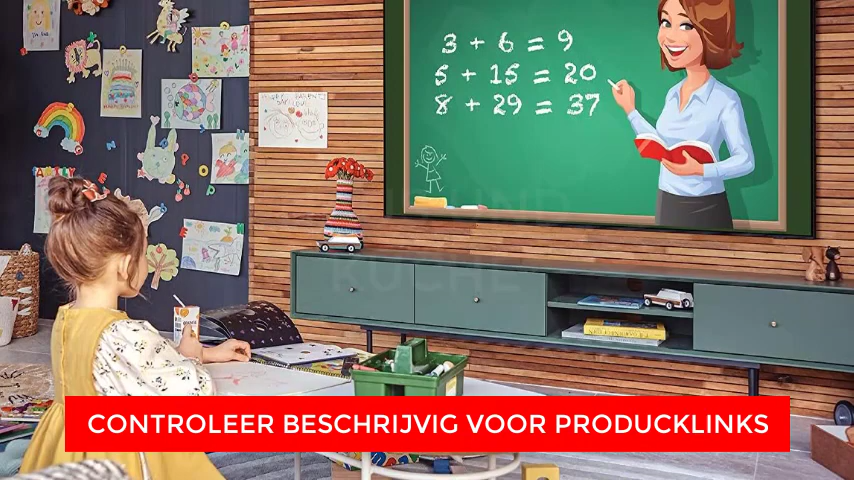 3 + 6 = 9
5 + 15 = 20
8 + 29 = 37
CONTROLEER BESCHRIJVIG VOOR PRODUCKLINKS